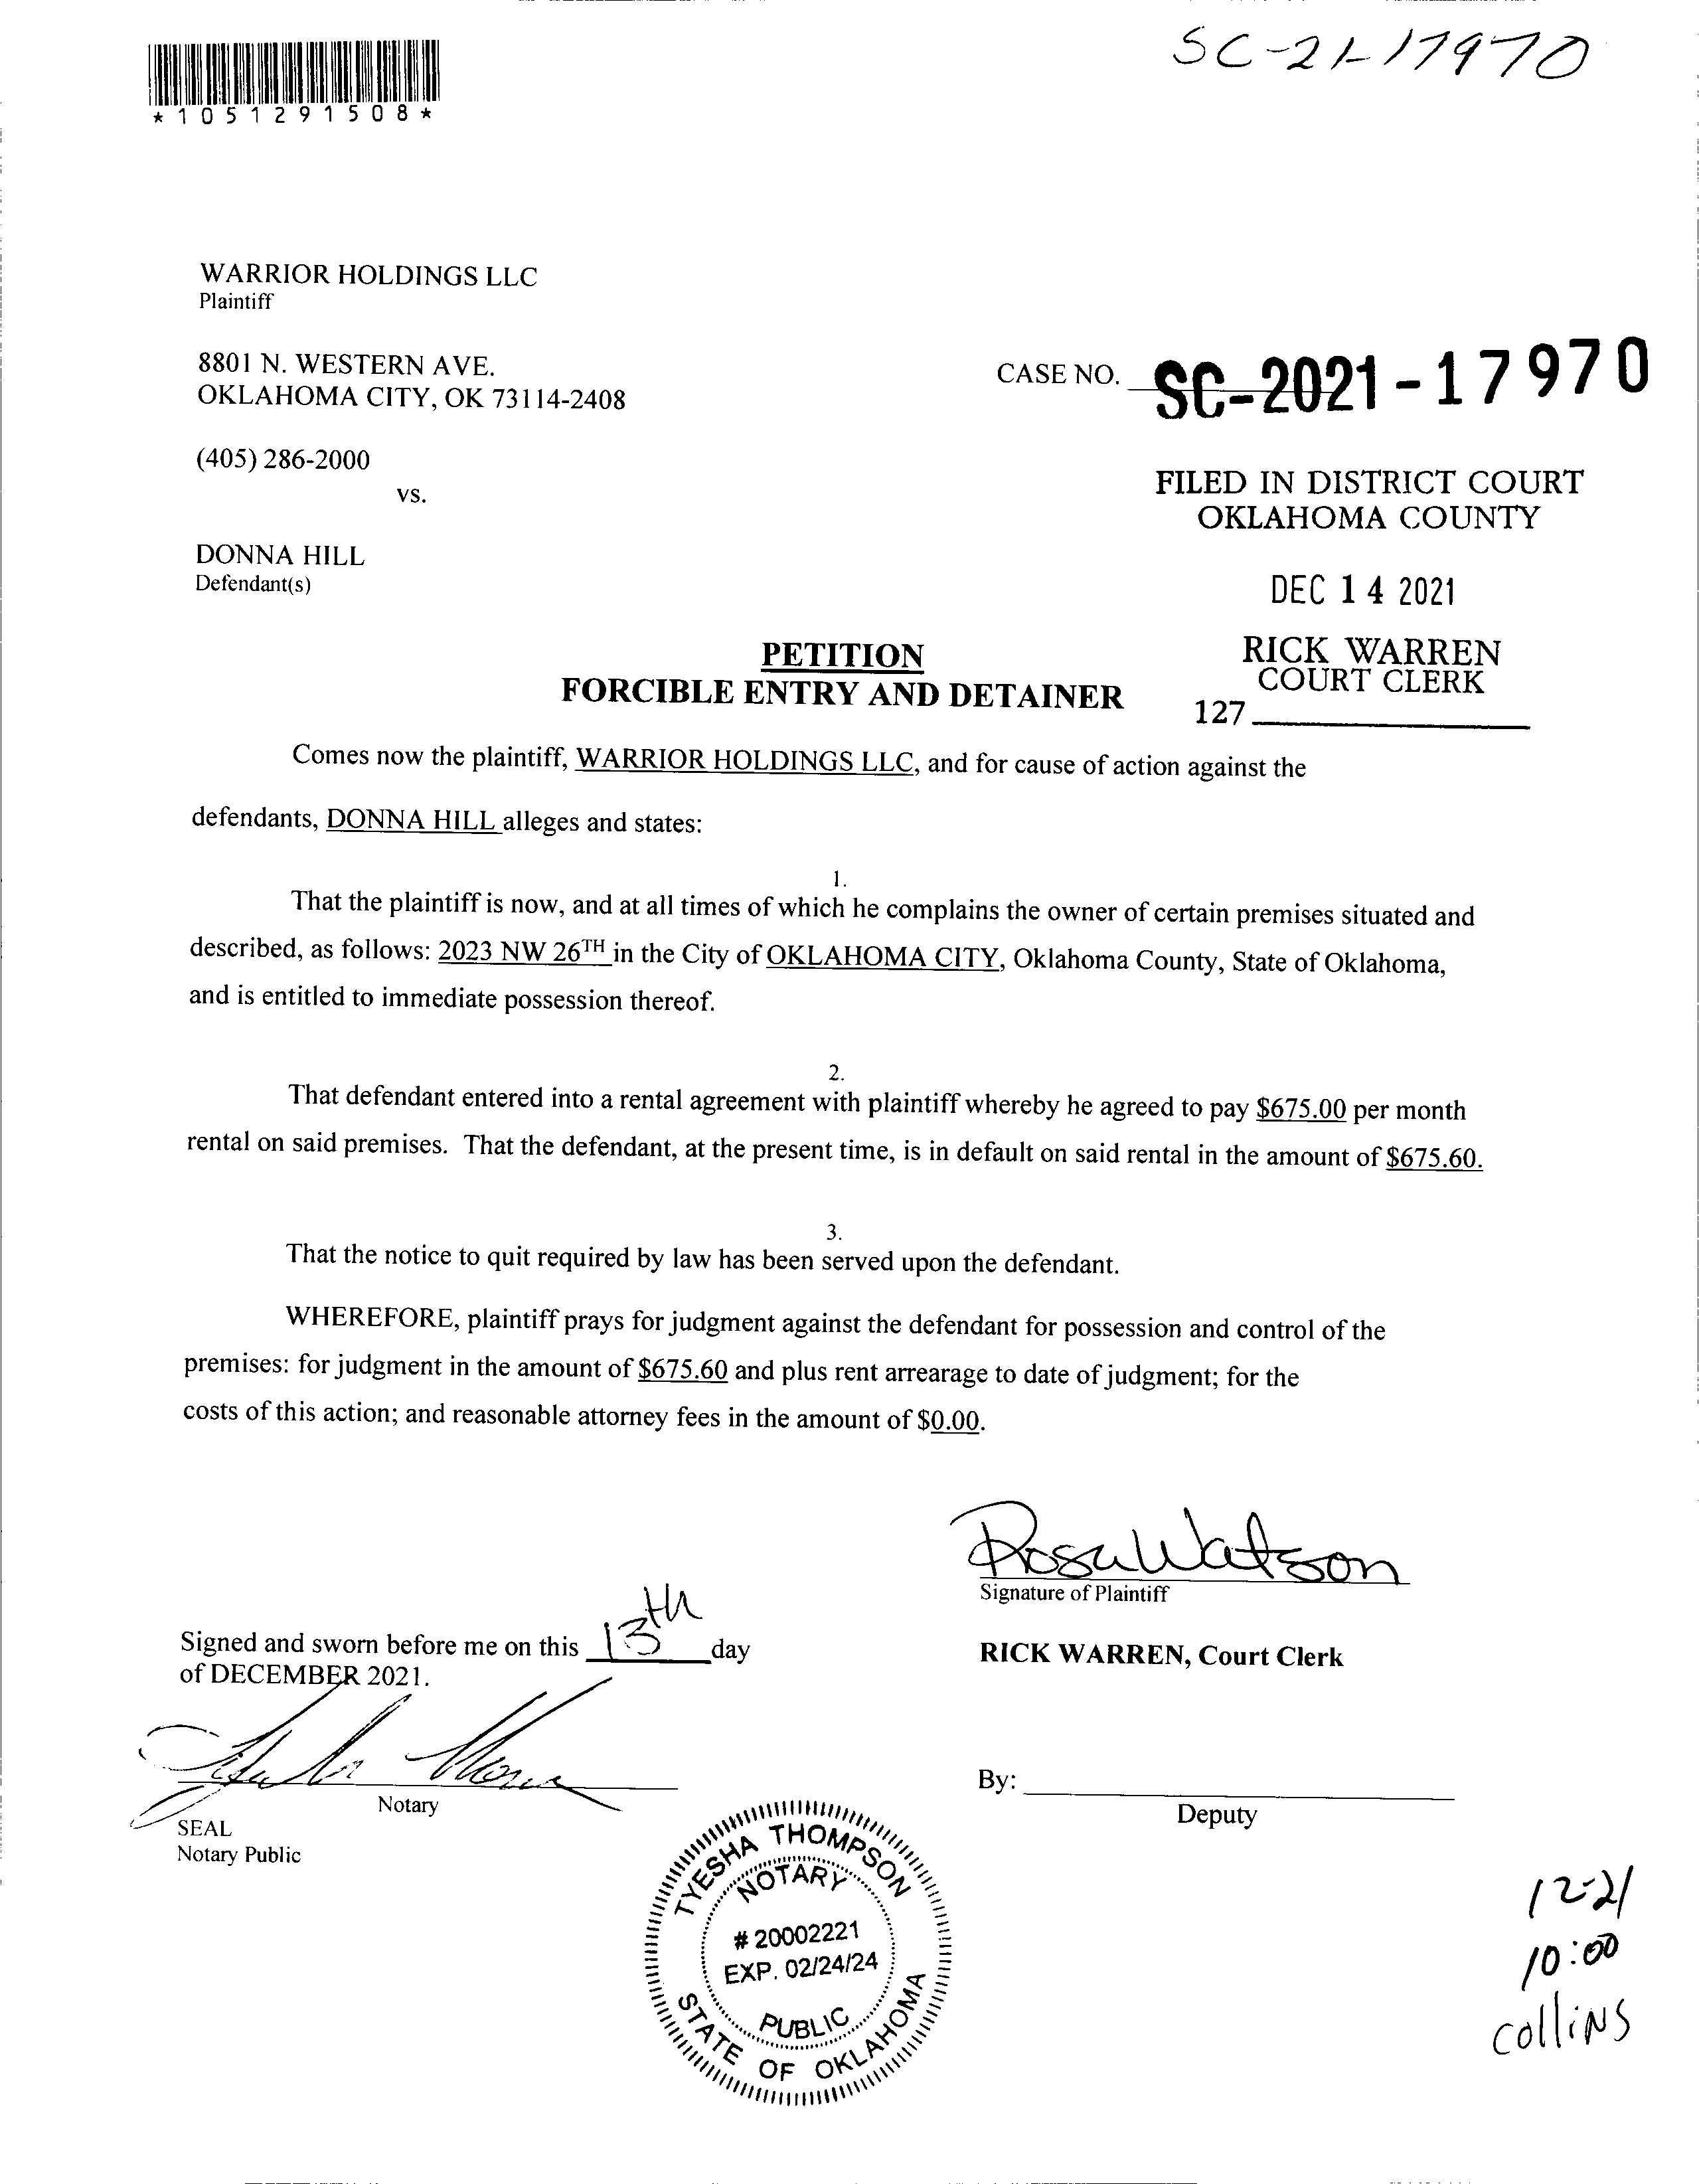 SC-21-17970
*1051291508*
WARRIOR HOLDINGS LLC
Plaintiff
8801 N. WESTERN AVE.
OKLAHOMA CITY, OK 73114-2408
CASE NO. SC-2021-17970
(405) 286-2000
vs.
FILED IN DISTRICT COURT
OKLAHOMA COUNTY
DONNA HILL
Defendant(s)
DEC 14 2021
RICK WARREN
COURT CLERK
127
PETITION
FORCIBLE ENTRY AND DETAINER
Comes now the plaintiff, WARRIOR HOLDINGS LLC, and for cause of action against the
defendants, DONNA HILL alleges and states:
1.
That the plaintiff is now, and at all times of which he complains the owner of certain premises situated and
described, as follows: 2023 NW 26TH in the City of OKLAHOMA CITY, Oklahoma County, State of Oklahoma,
and is entitled to immediate possession thereof.
2.
That defendant entered into a rental agreement with plaintiff whereby he agreed to pay $675.00 per month
rental on said premises. That the defendant, at the present time, is in default on said rental in the amount of $675.60.
3.
That the notice to quit required by law has been served upon the defendant.
WHEREFORE, plaintiff prays for judgment against the defendant for possession and control of the
premises: for judgment in the amount of $675.60 and plus rent arrearage to date of judgment; for the
costs of this action; and reasonable attorney fees in the amount of $0.00.
Rosa Watson
Signature of Plaintiff
Signed and sworn before me on this 13th day
of DECEMBER 2021.
RICK WARREN, Court Clerk
Notary
SEAL
Notary Public
By:
Deputy
TYESHA THOMPSON
NOTARY
# 20002221
EXP. 02/24/24
PUBLIC
STATE OF OKLAHOMA
12-21
10:00
collins